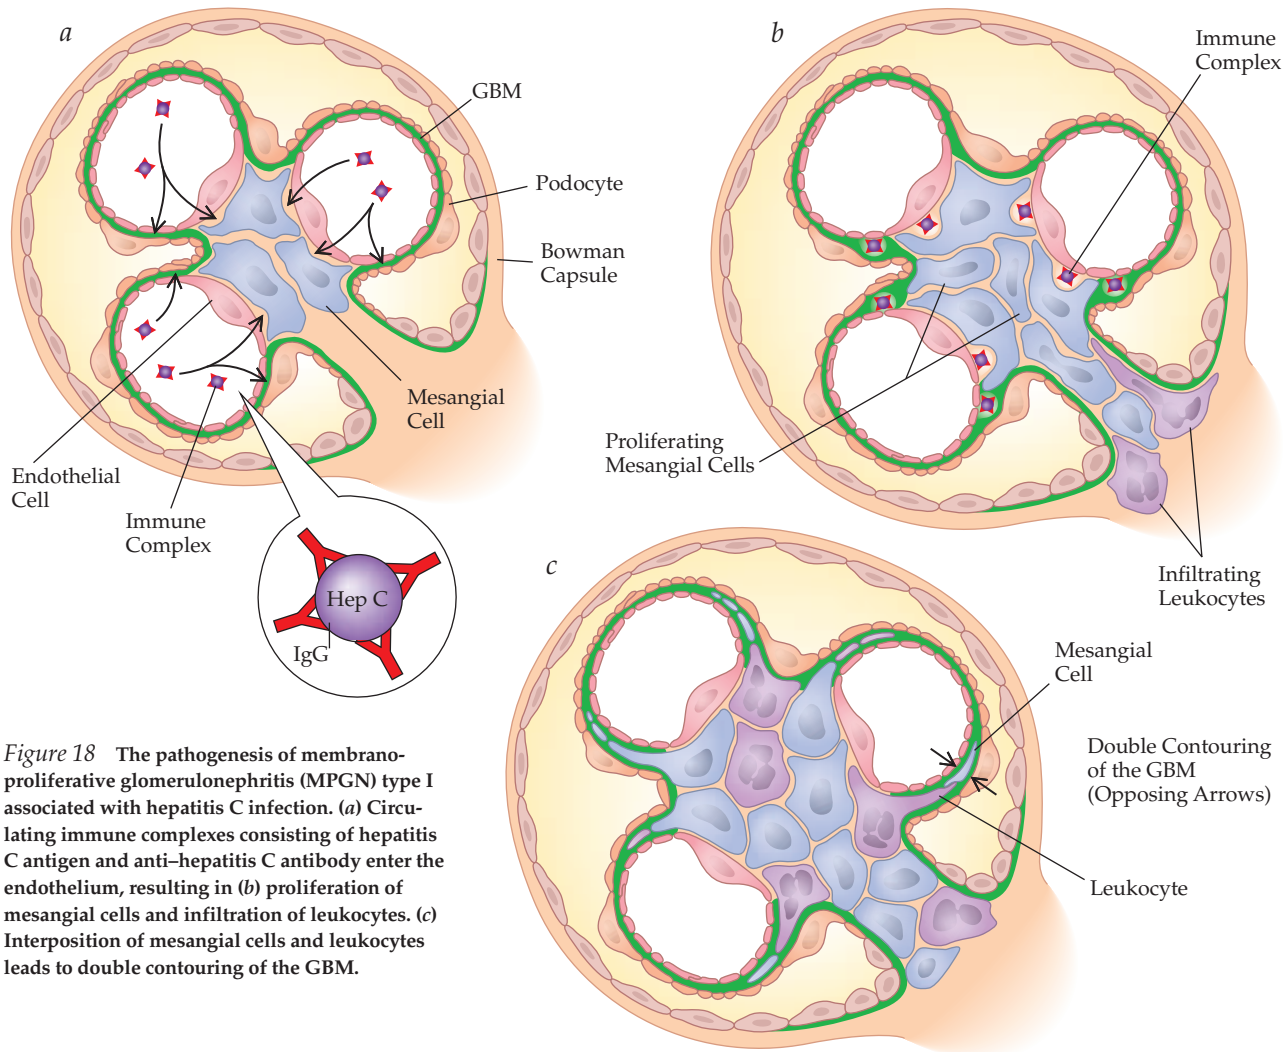 a
GBM
Podocyte
Bowman
Capsule
Mesangial
Cell
Endothelial
Cell
Immune
Complex
Hep C
IgG
b
Immune
Complex
Proliferating
Mesangial Cells
Infiltrating
Leukocytes
c
Mesangial
Cell
Double Contouring
of the GBM
(Opposing Arrows)
Leukocyte
Figure 18 The pathogenesis of membrano-
proliferative glomerulonephritis (MPGN) type I
associated with hepatitis C infection. (a) Circu-
lating immune complexes consisting of hepatitis
C antigen and anti–hepatitis C antibody enter the
endothelium, resulting in (b) proliferation of
mesangial cells and infiltration of leukocytes. (c)
Interposition of mesangial cells and leukocytes
leads to double contouring of the GBM.